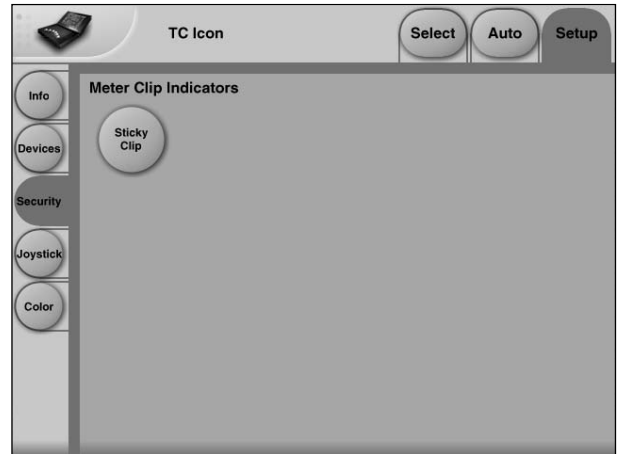 TC Icon
Select
Auto
Setup
Info
Devices
Security
Joystick
Color
Meter Clip Indicators
Sticky
Clip